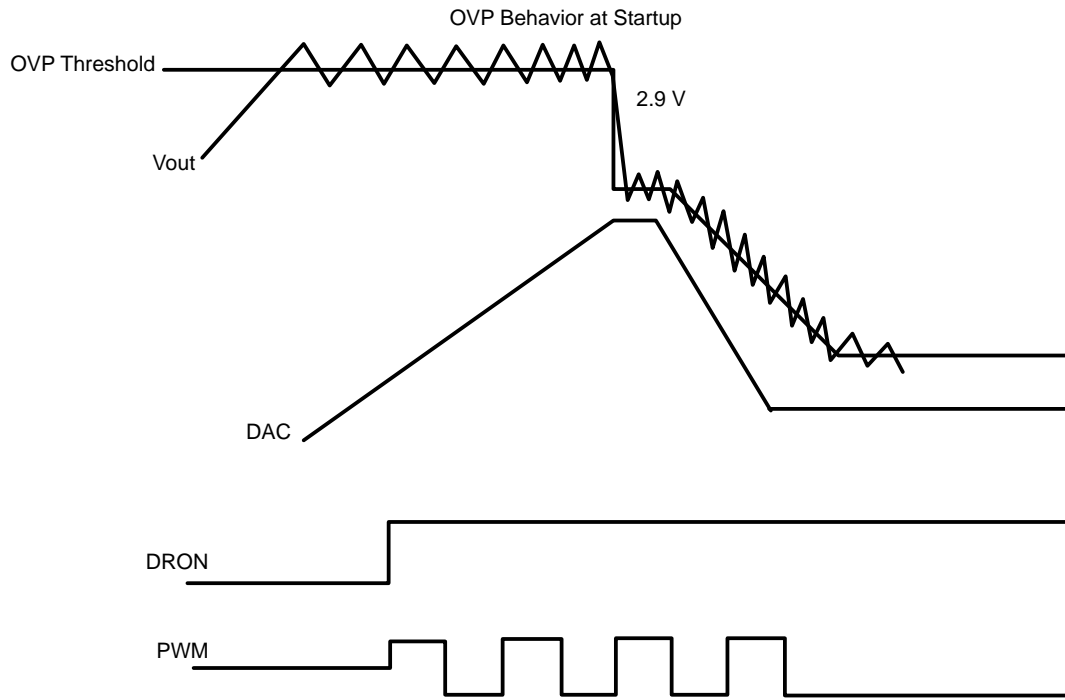 OVP Behavior at Startup
OVP Threshold
2.9 V
Vout
DAC
DRON
PWM